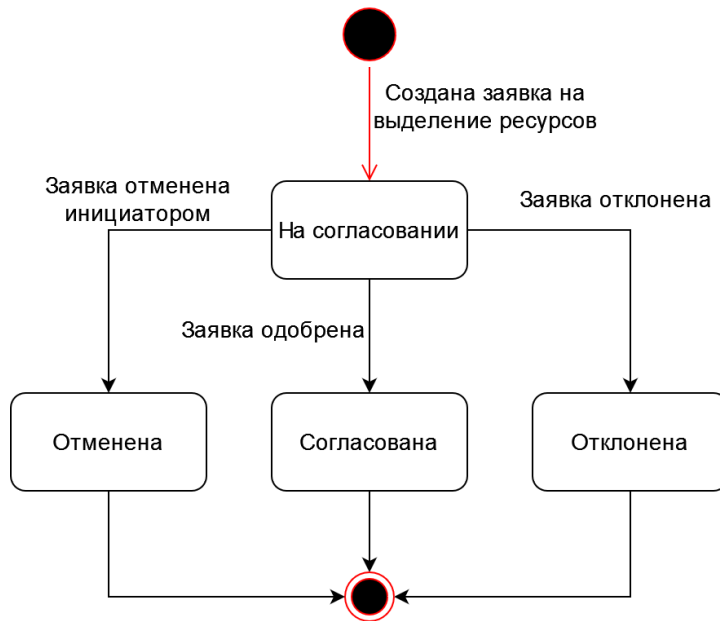 Создана заявка на
выделение ресурсов
Заявка отменена
инициатором
На согласовании
Заявка отклонена
Заявка одобрена
Отменена
Согласована
Отклонена